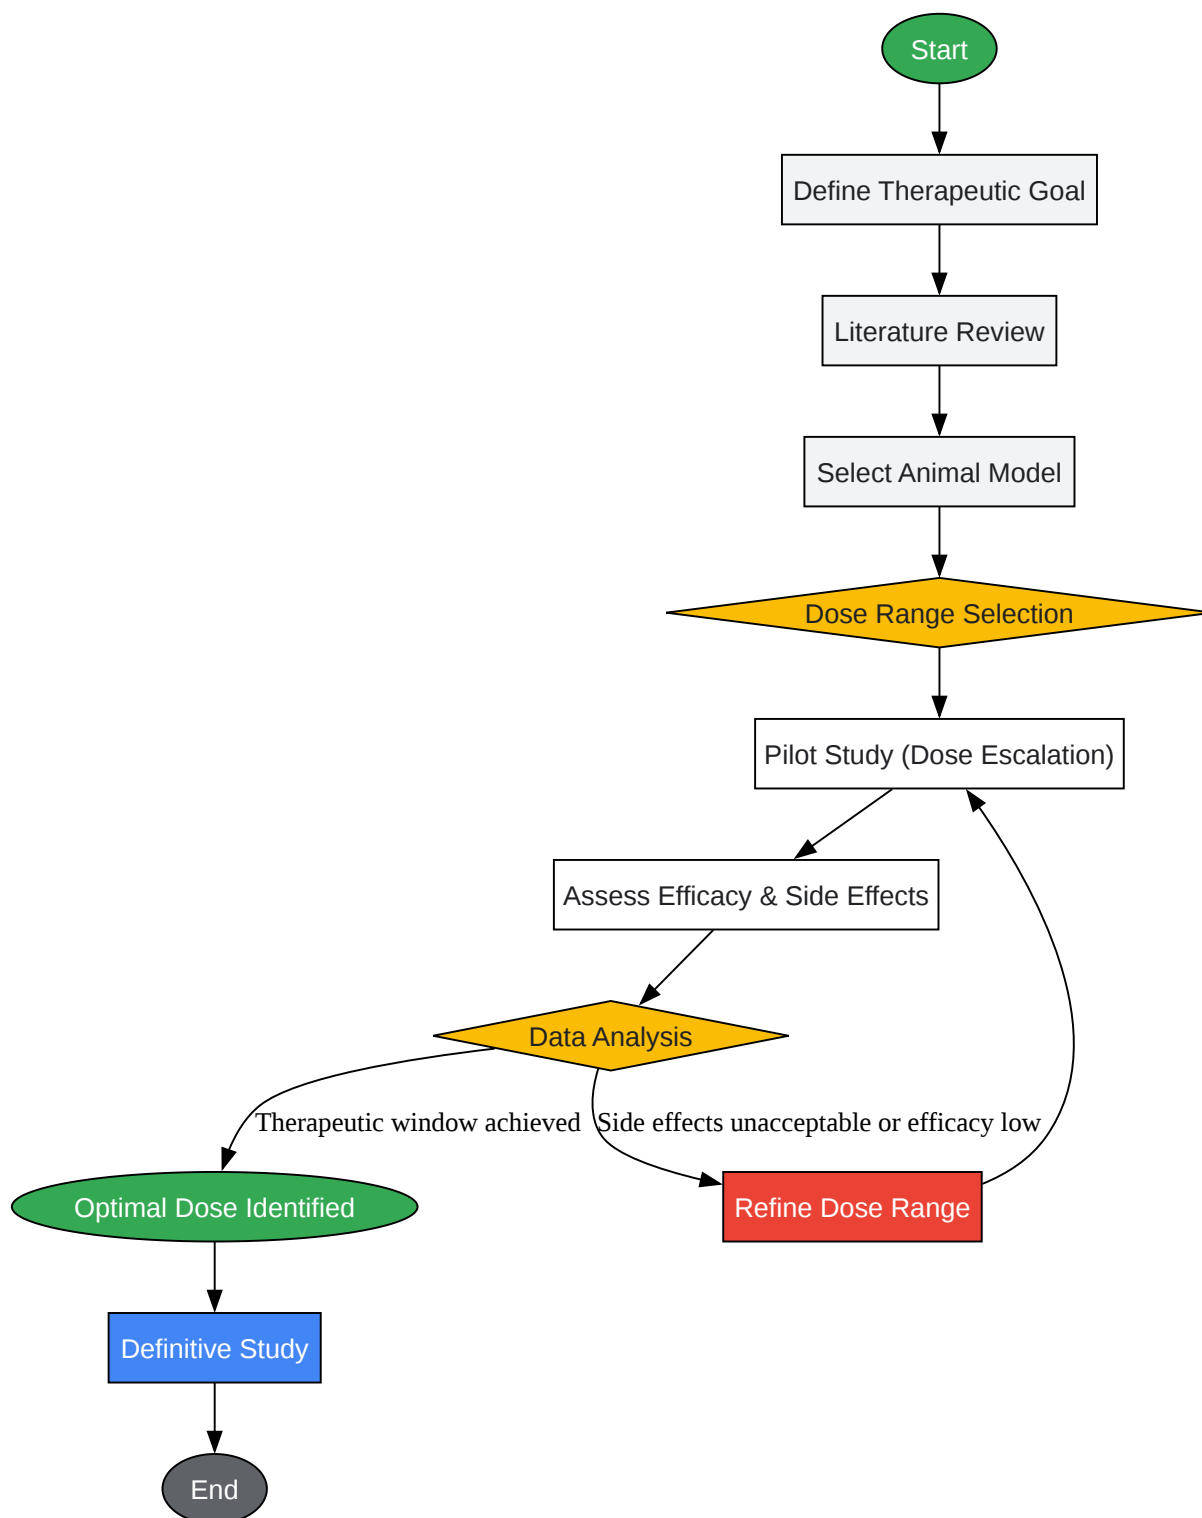 Start
Define Therapeutic Goal
Literature Review
Select Animal Model
Dose Range Selection
Pilot Study (Dose Escalation)
Assess Efficacy & Side Effects
Data Analysis
Therapeutic window achieved
Side effects unacceptable or efficacy low
Optimal Dose Identified
Refine Dose Range
Definitive Study
End